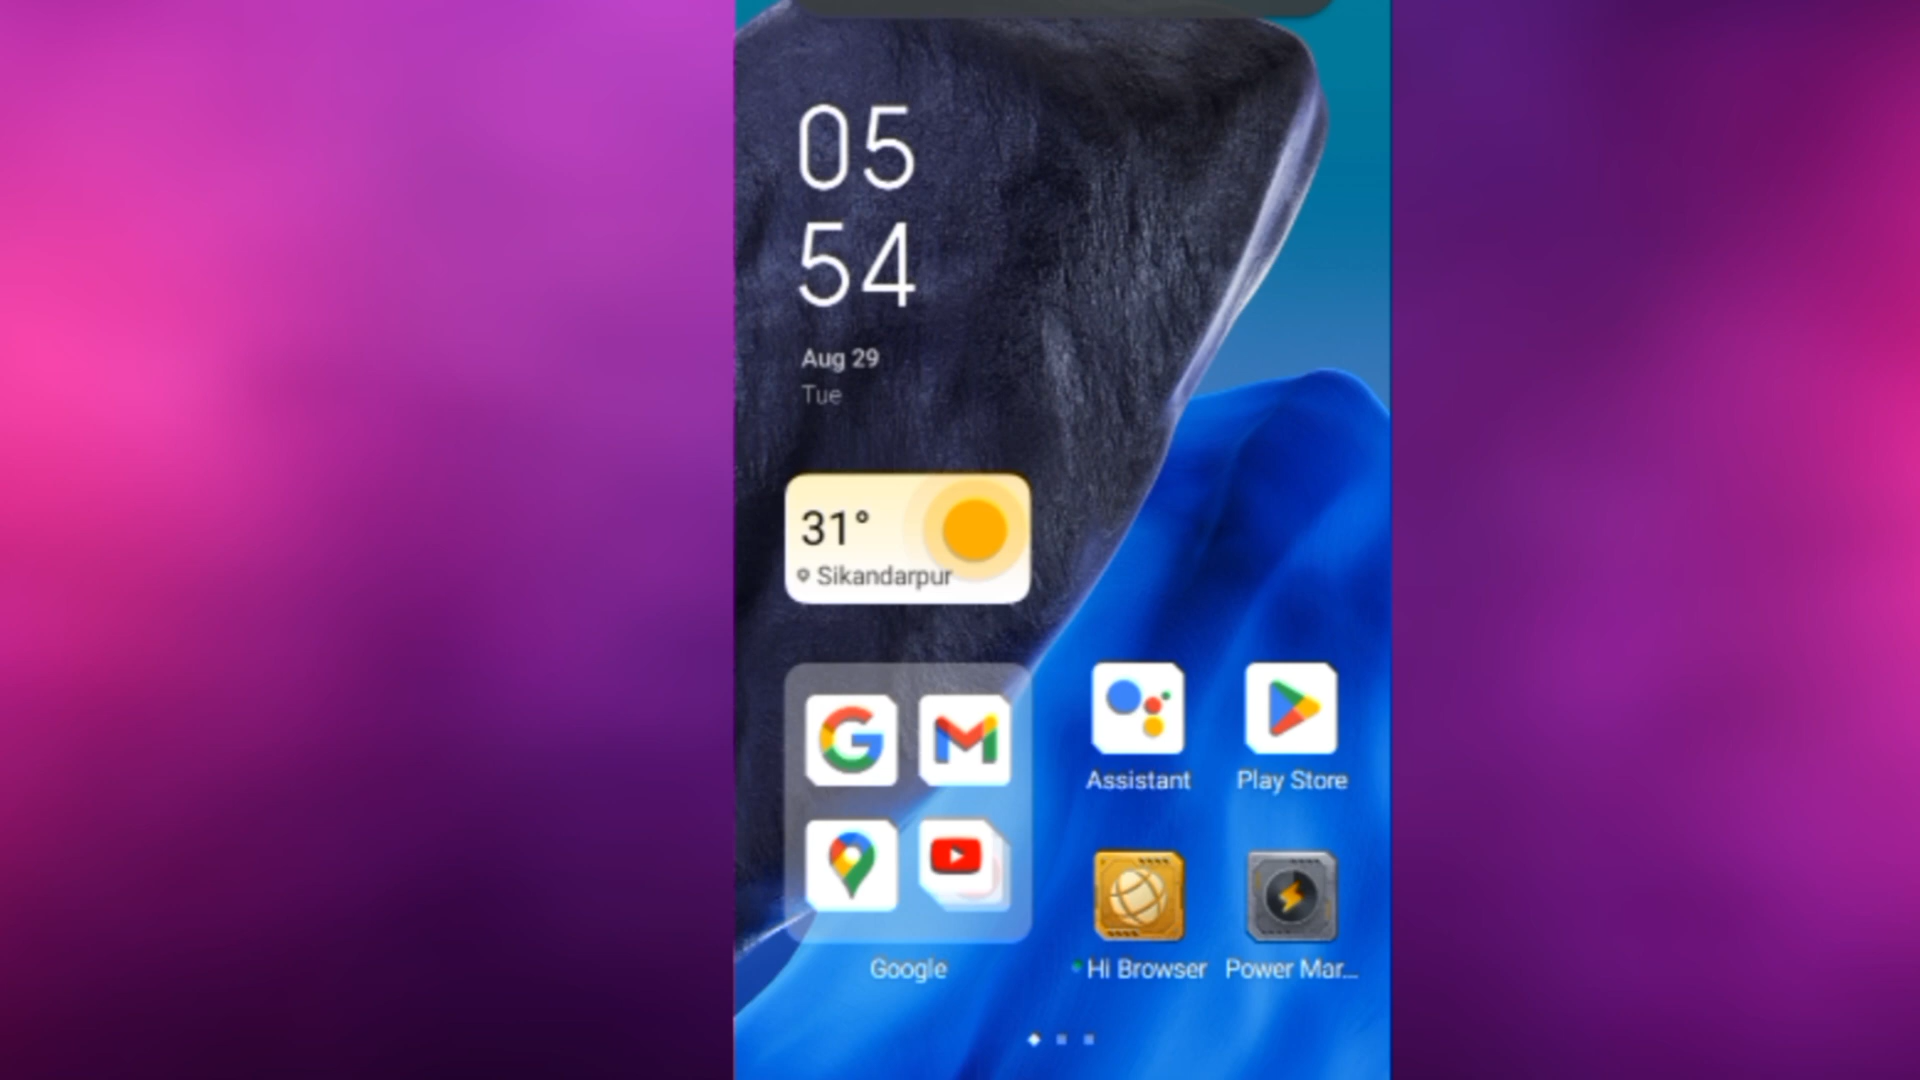 05
54
Aug 29
Tue
31°
Sikandarpur
Assistant
Play Store
Google
Hi Browser
Power Mar...